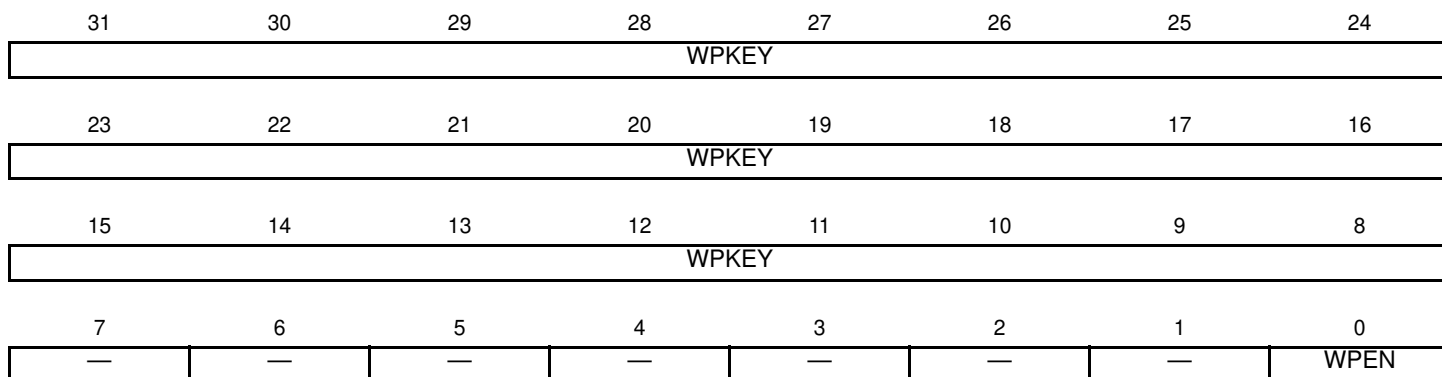 31 30 29 28 27 26 25 24
WPKEY
23 22 21 20 19 18 17 16
WPKEY
15 14 13 12 11 10 9 8
WPKEY
7 6 5 4 3 2 1 0
— — — — — — — WPEN